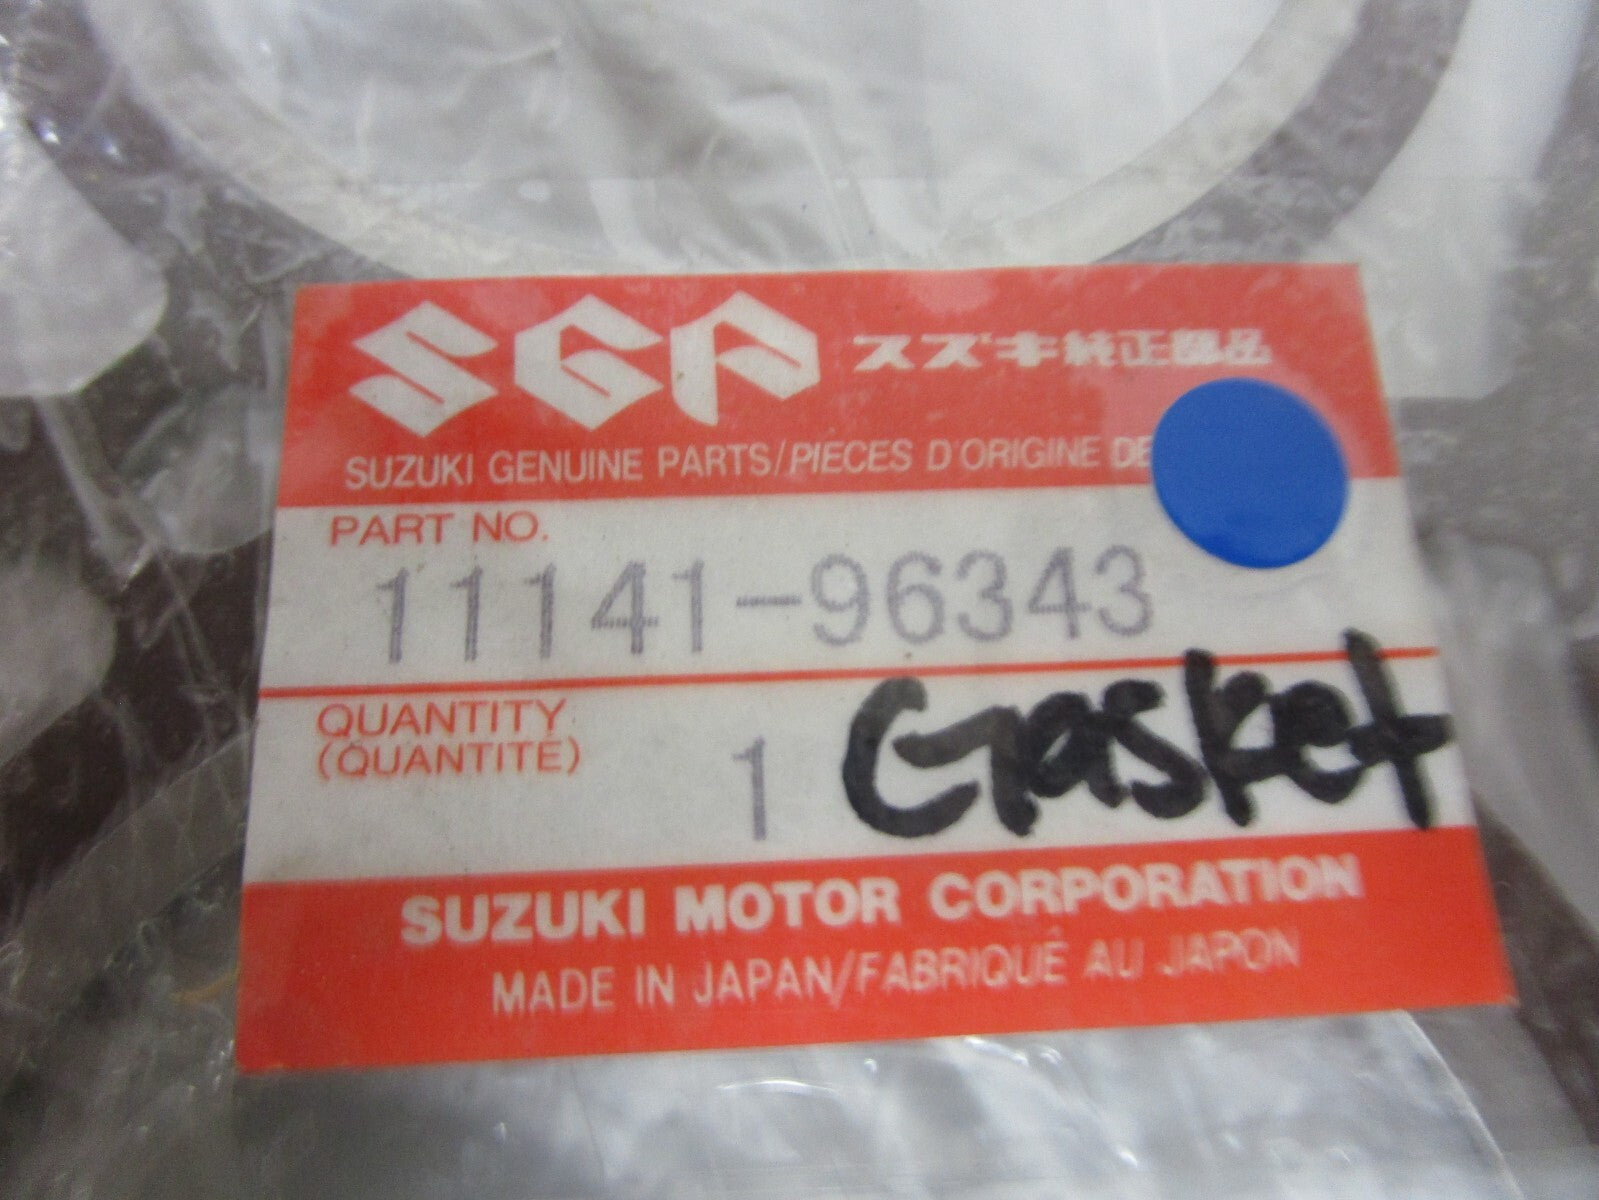 SGP スズキ純正部品
SUZUKI GENUINE PARTS/PIECES D'ORIGINE DE
PART NO.
11141-96343
QUANTITY
(QUANTITÉ)
1 Gasket
SUZUKI MOTOR CORPORATION
MADE IN JAPAN/FABRIQUÉ AU JAPON